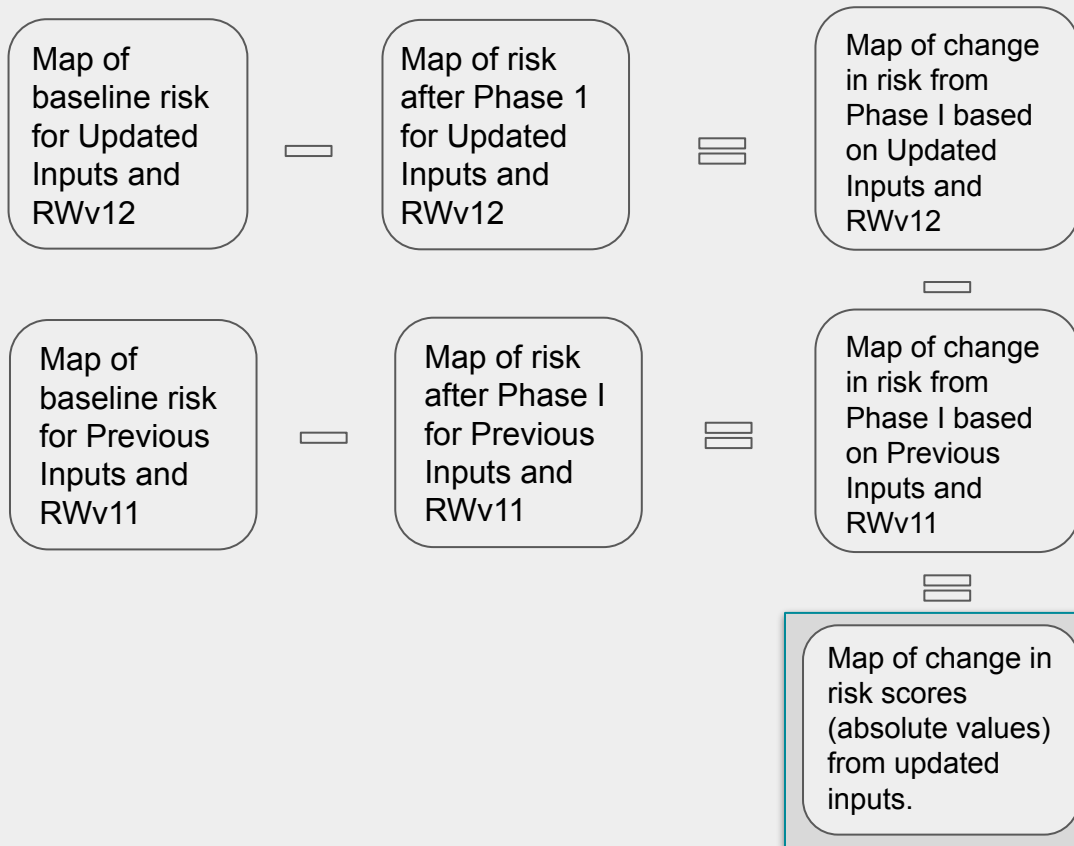 Map of
baseline risk
for Updated
Inputs and
RWv12
Map of risk
after Phase 1
for Updated
Inputs and
RWv12
Map of change
in risk from
Phase I based
on Updated
Inputs and
RWv12
Map of
baseline risk
for Previous
Inputs and
RWv11
Map of risk
after Phase I
for Previous
Inputs and
RWv11
Map of change
in risk from
Phase I based
on Previous
Inputs and
RWv11
Map of change in
risk scores
(absolute values)
from updated
inputs.